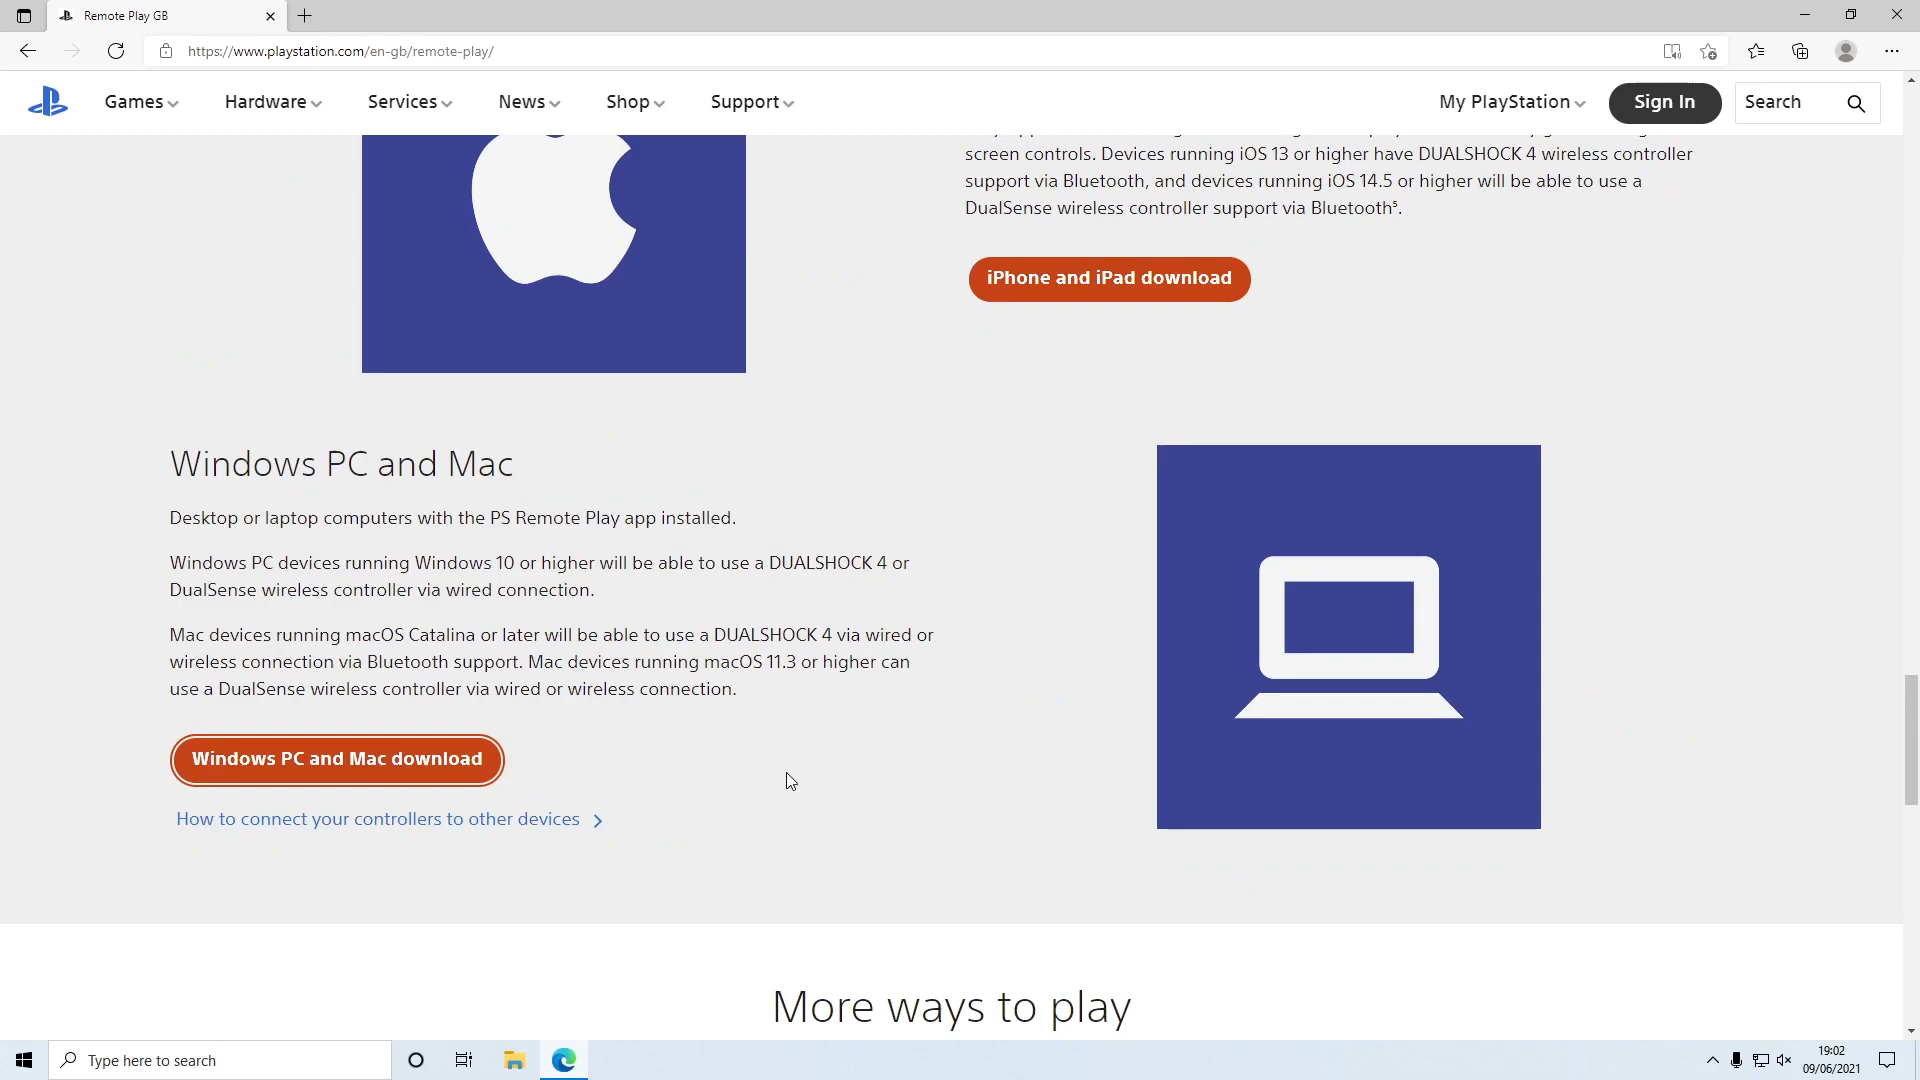 Remote Play GB
https://www.playstation.com/en-gb/remote-play/
Games
Hardware
Services
News
Shop
Support
My PlayStation
Sign In
Search
screen controls. Devices running iOS 13 or higher have DUALSHOCK 4 wireless controller
support via Bluetooth, and devices running iOS 14.5 or higher will be able to use a
DualSense wireless controller support via Bluetooth⁵.
iPhone and iPad download
Windows PC and Mac
Desktop or laptop computers with the PS Remote Play app installed.
Windows PC devices running Windows 10 or higher will be able to use a DUALSHOCK 4 or
DualSense wireless controller via wired connection.
Mac devices running macOS Catalina or later will be able to use a DUALSHOCK 4 via wired or
wireless connection via Bluetooth support. Mac devices running macOS 11.3 or higher can
use a DualSense wireless controller via wired or wireless connection.
Windows PC and Mac download
How to connect your controllers to other devices
More ways to play
Type here to search
19:02
09/06/2021